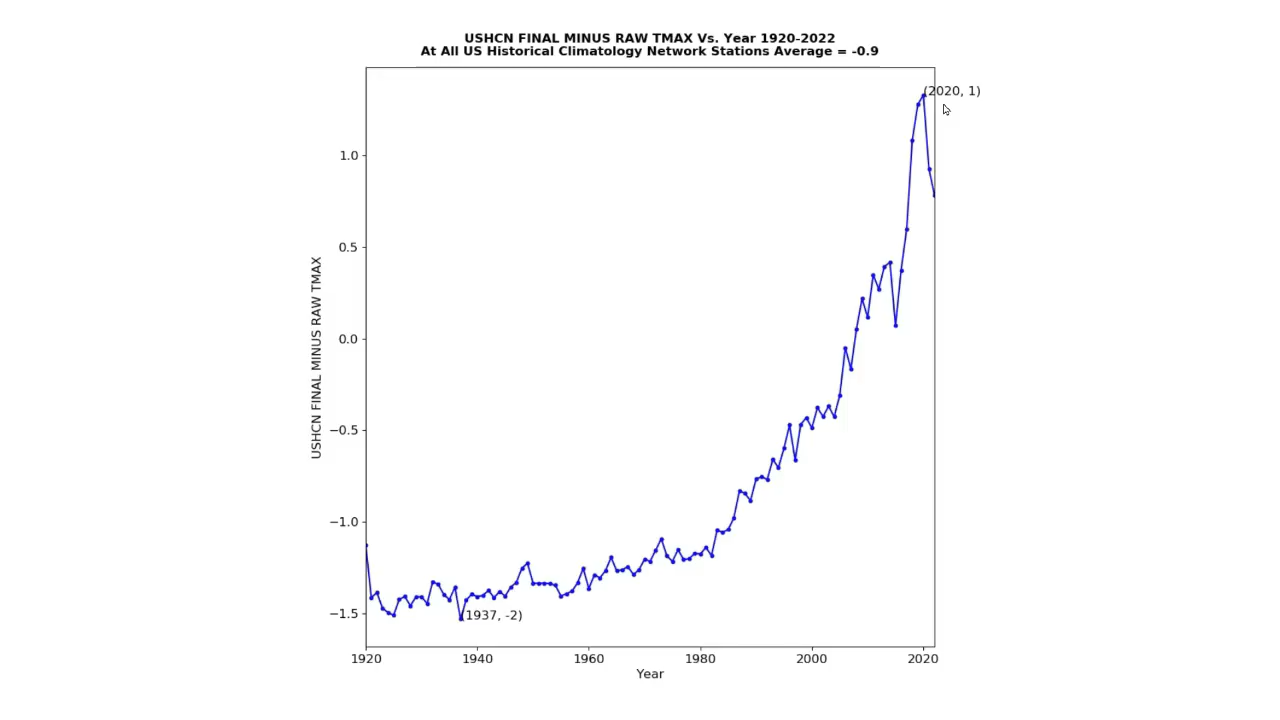 USHCN FINAL MINUS RAW TMAX Vs. Year 1920-2022
At All US Historical Climatology Network Stations Average = -0.9
(2020, 1)
1.0
0.5
0.0
−0.5
−1.0
−1.5
USHCN FINAL MINUS RAW TMAX
(1937, -2)
1920 1940 1960 1980 2000 2020
Year